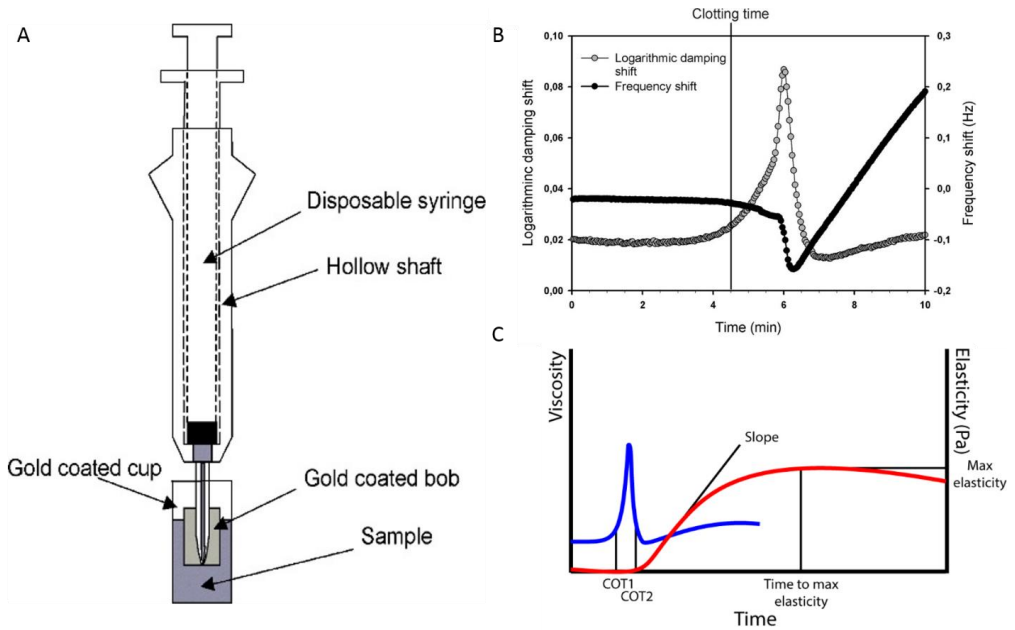 A
Disposable syringe
Hollow shaft
Gold coated cup
Gold coated bob
Sample
B
Clotting time
0,10
0,08
0,06
0,04
0,02
0,00
Logarithmic damping shift
Logarithmic damping
shift
Frequency shift
0,3
0,2
0,1
0,0
-0,1
-0,2
Frequency shift (Hz)
0
2
4
6
8
10
Time (min)
C
Viscosity
Elasticity (Pa)
Slope
Max
elasticity
COT1
COT2
Time to max
elasticity
Time